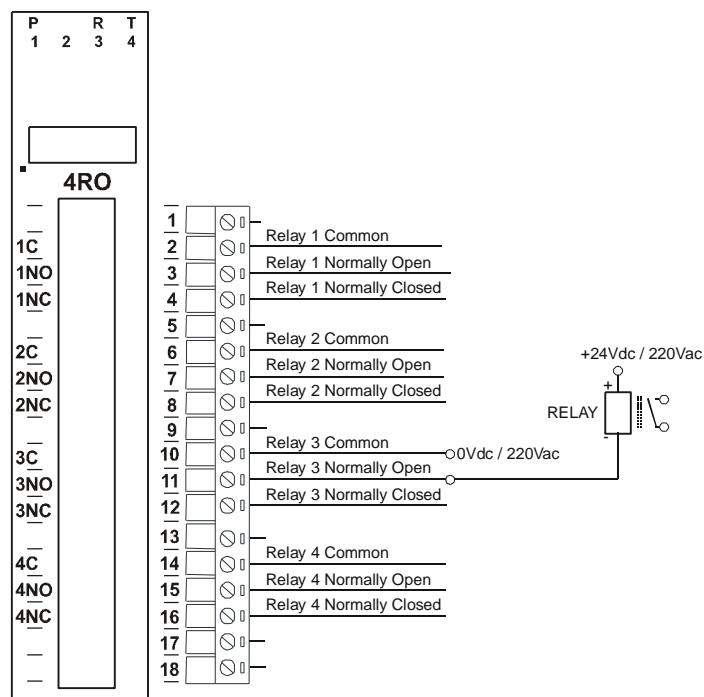 P R T
1 2 3 4
4RO
1C
1NO
1NC
2C
2NO
2NC
3C
3NO
3NC
4C
4NO
4NC
1
2 Relay 1 Common
3 Relay 1 Normally Open
4 Relay 1 Normally Closed
5
6 Relay 2 Common
7 Relay 2 Normally Open
8 Relay 2 Normally Closed
9
10 Relay 3 Common 0Vdc / 220Vac
11 Relay 3 Normally Open
12 Relay 3 Normally Closed
13
14 Relay 4 Common
15 Relay 4 Normally Open
16 Relay 4 Normally Closed
17
18
+24Vdc / 220Vac
+
RELAY
-